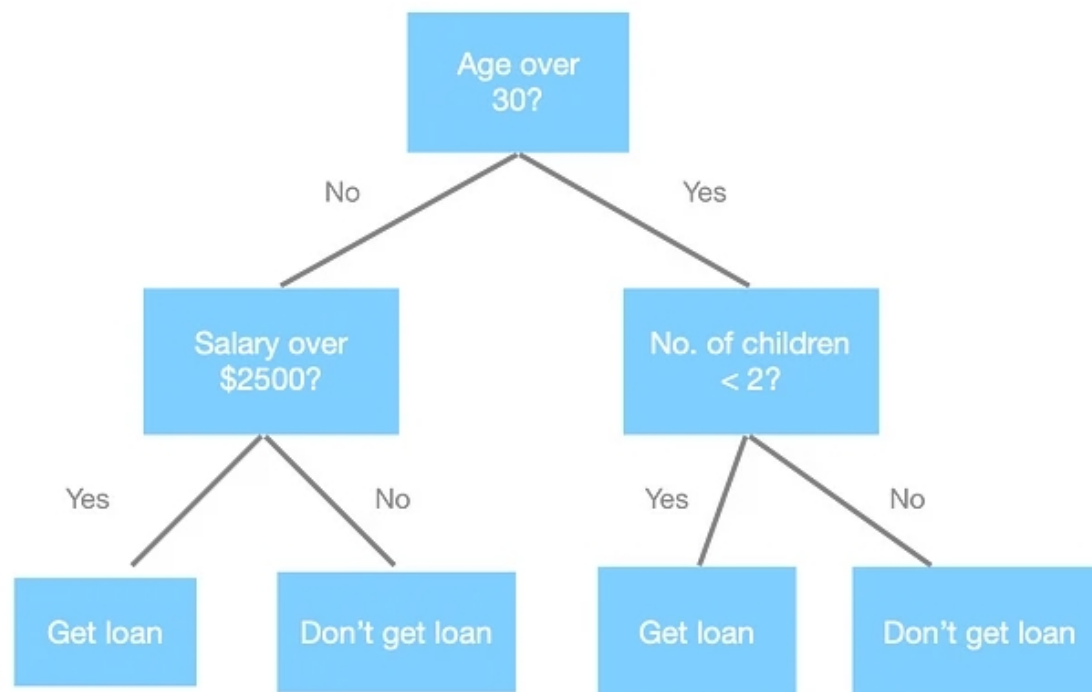 Age over
30?
No
Yes
Salary over
$2500?
No. of children
< 2?
Yes
No
Yes
No
Get loan
Don’t get loan
Get loan
Don’t get loan